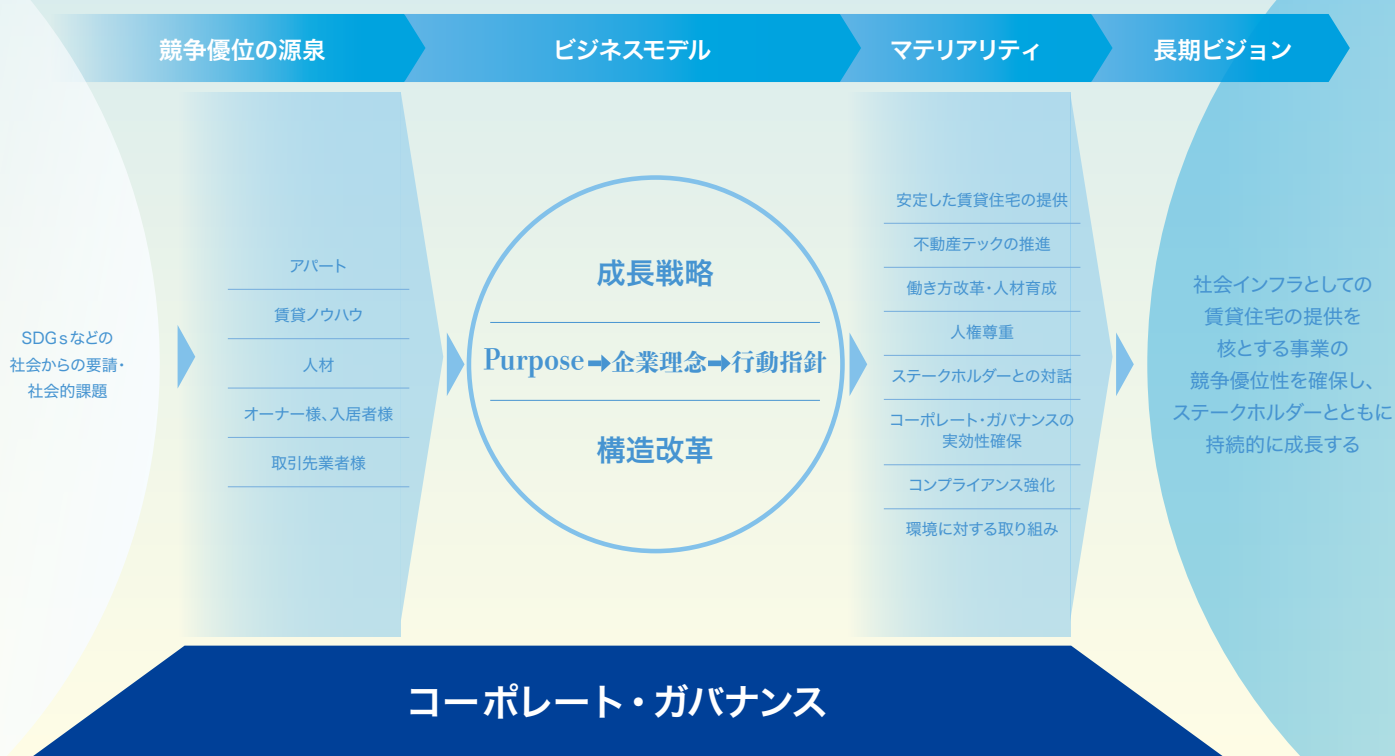 競争優位の源泉
ビジネスモデル
マテリアリティ
長期ビジョン
SDGsなどの
社会からの要請・
社会的課題
アパート
賃貸ノウハウ
人材
オーナー様、入居者様
取引先業者様
成長戦略
Purpose➡企業理念➡行動指針
構造改革
安定した賃貸住宅の提供
不動産テックの推進
働き方改革・人材育成
人権尊重
ステークホルダーとの対話
コーポレート・ガバナンスの
実効性確保
コンプライアンス強化
環境に対する取り組み
社会インフラとしての
賃貸住宅の提供を
核とする事業の
競争優位性を確保し、
ステークホルダーとともに
持続的に成長する
コーポレート・ガバナンス